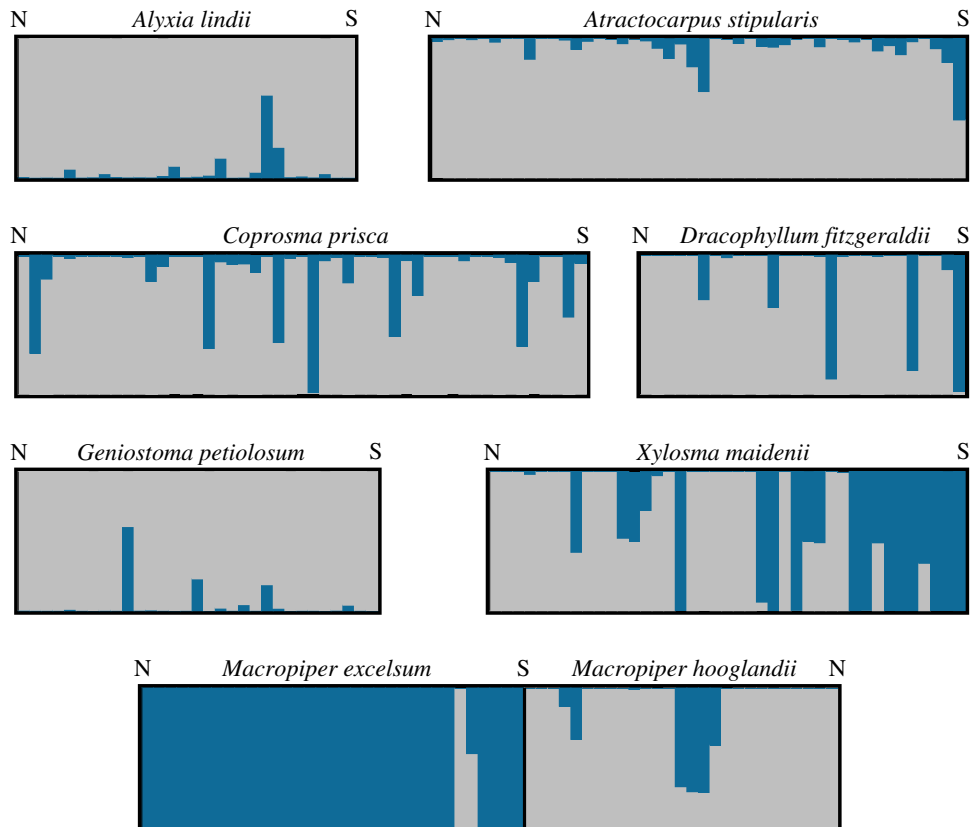 N Alyxia lindii S
N Atractocarpus stipularis S
N Coprosma prisca S
N Dracophyllum fitzgeraldii S
N Geniostoma petiolosum S
N Xylosma maidenii S
N Macropiper excelsum S Macropiper hooglandii N